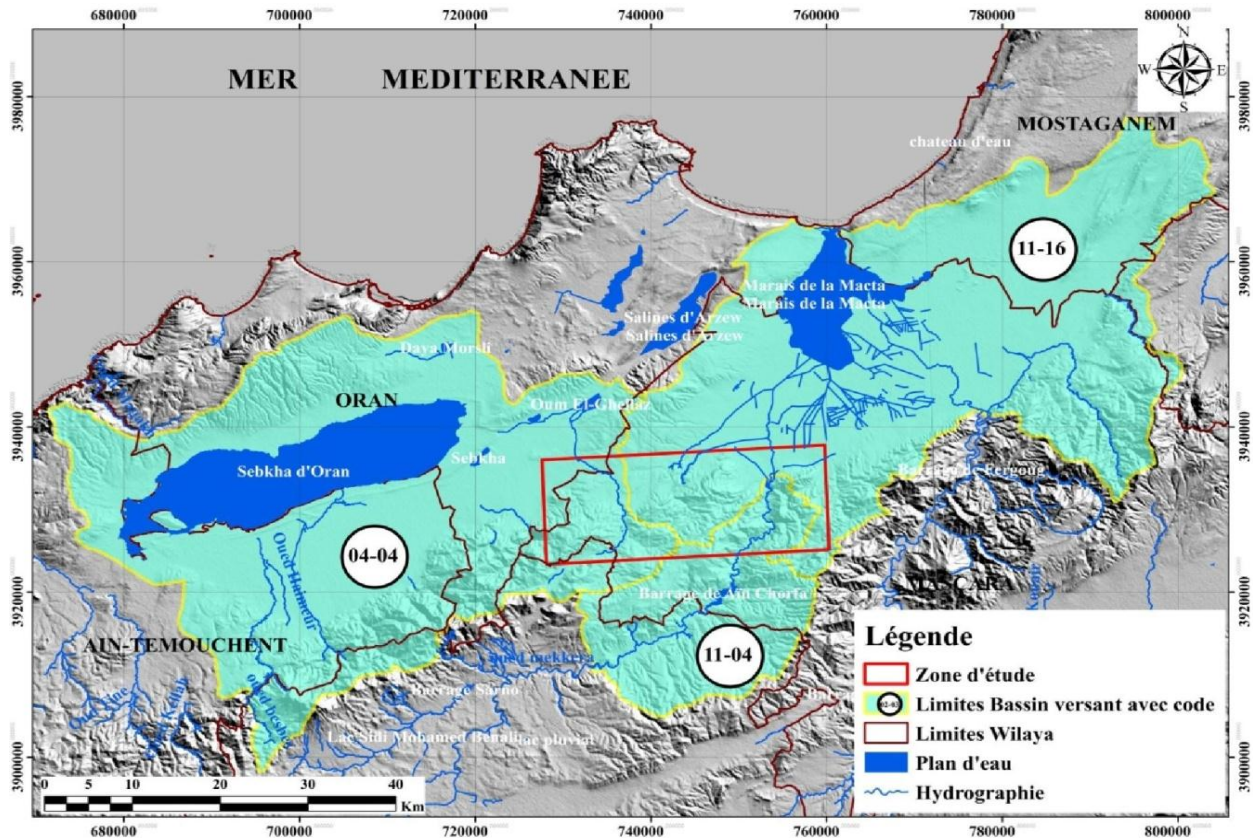 680000 700000 720000 740000 760000 780000 800000
N
W E
S
MER MEDITERRANEE
3980000 3980000
MOSTAGANEM
chateau d'eau
11-16
3960000 3960000
Marais de la Macta
Marais de la Macta
Salines d'Arzew
Salines d'Arzew
Daya Morsli
ORAN
Oum El-Ghellaz
3940000 3940000
Sebkha
Sebkha d'Oran
Barrage de Fergoug
04-04
3920000 3920000
Barrage de Ain Chorfa
AIN-TEMOUCHENT
11-04
Oued mekkera
Barrage Sarno
Lac Sidi Mohamed Benali lac pluvial
3900000 3900000
Légende
Zone d'étude
Limites Bassin versant avec code
Limites Wilaya
Plan d'eau
Hydrographie
0 5 10 20 30 40
Km
680000 700000 720000 740000 760000 780000 800000